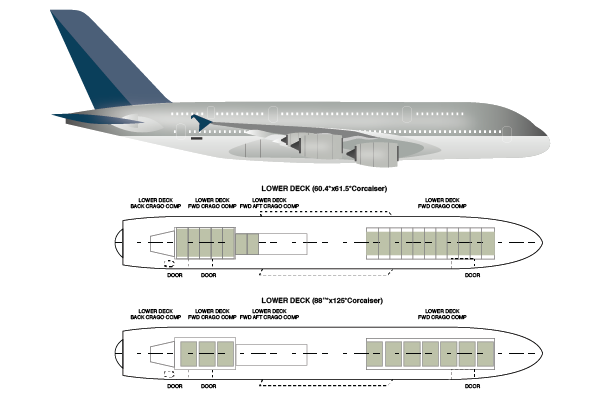 LOWER DECK (60.4"x61.5"Corcaiser)
LOWER DECK LOWER DECK LOWER DECK LOWER DECK
BACK CRAGO COMP FWD CRAGO COMP FWD AFT CRAGO COMP FWD CRAGO COMP
DOOR DOOR DOOR
LOWER DECK (88""x125"Corcaiser)
LOWER DECK LOWER DECK LOWER DECK LOWER DECK
BACK CRAGO COMP FWD CRAGO COMP FWD AFT CRAGO COMP FWD CRAGO COMP
DOOR DOOR DOOR